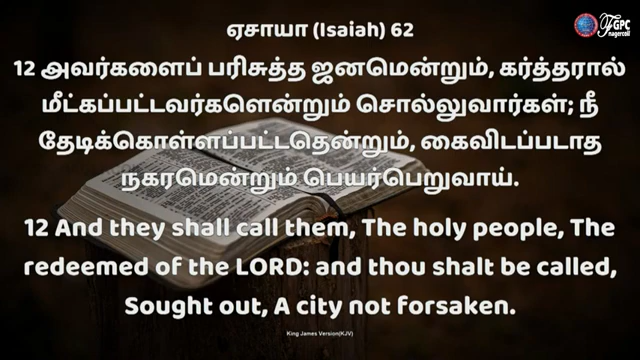 ஏசாயா (Isaiah) 62
FGPC
nagercoil
12 அவர்களைப் பரிசுத்த ஜனமென்றும், கர்த்தரால்
மீட்கப்பட்டவர்களென்றும் சொல்லுவார்கள்; நீ
தேடிக்கொள்ளப்பட்டதென்றும், கைவிடப்படாத
நகரமென்றும் பெயர்பெறுவாய்.
12 And they shall call them, The holy people, The
redeemed of the LORD: and thou shalt be called,
Sought out, A city not forsaken.
King James Version(KJV)